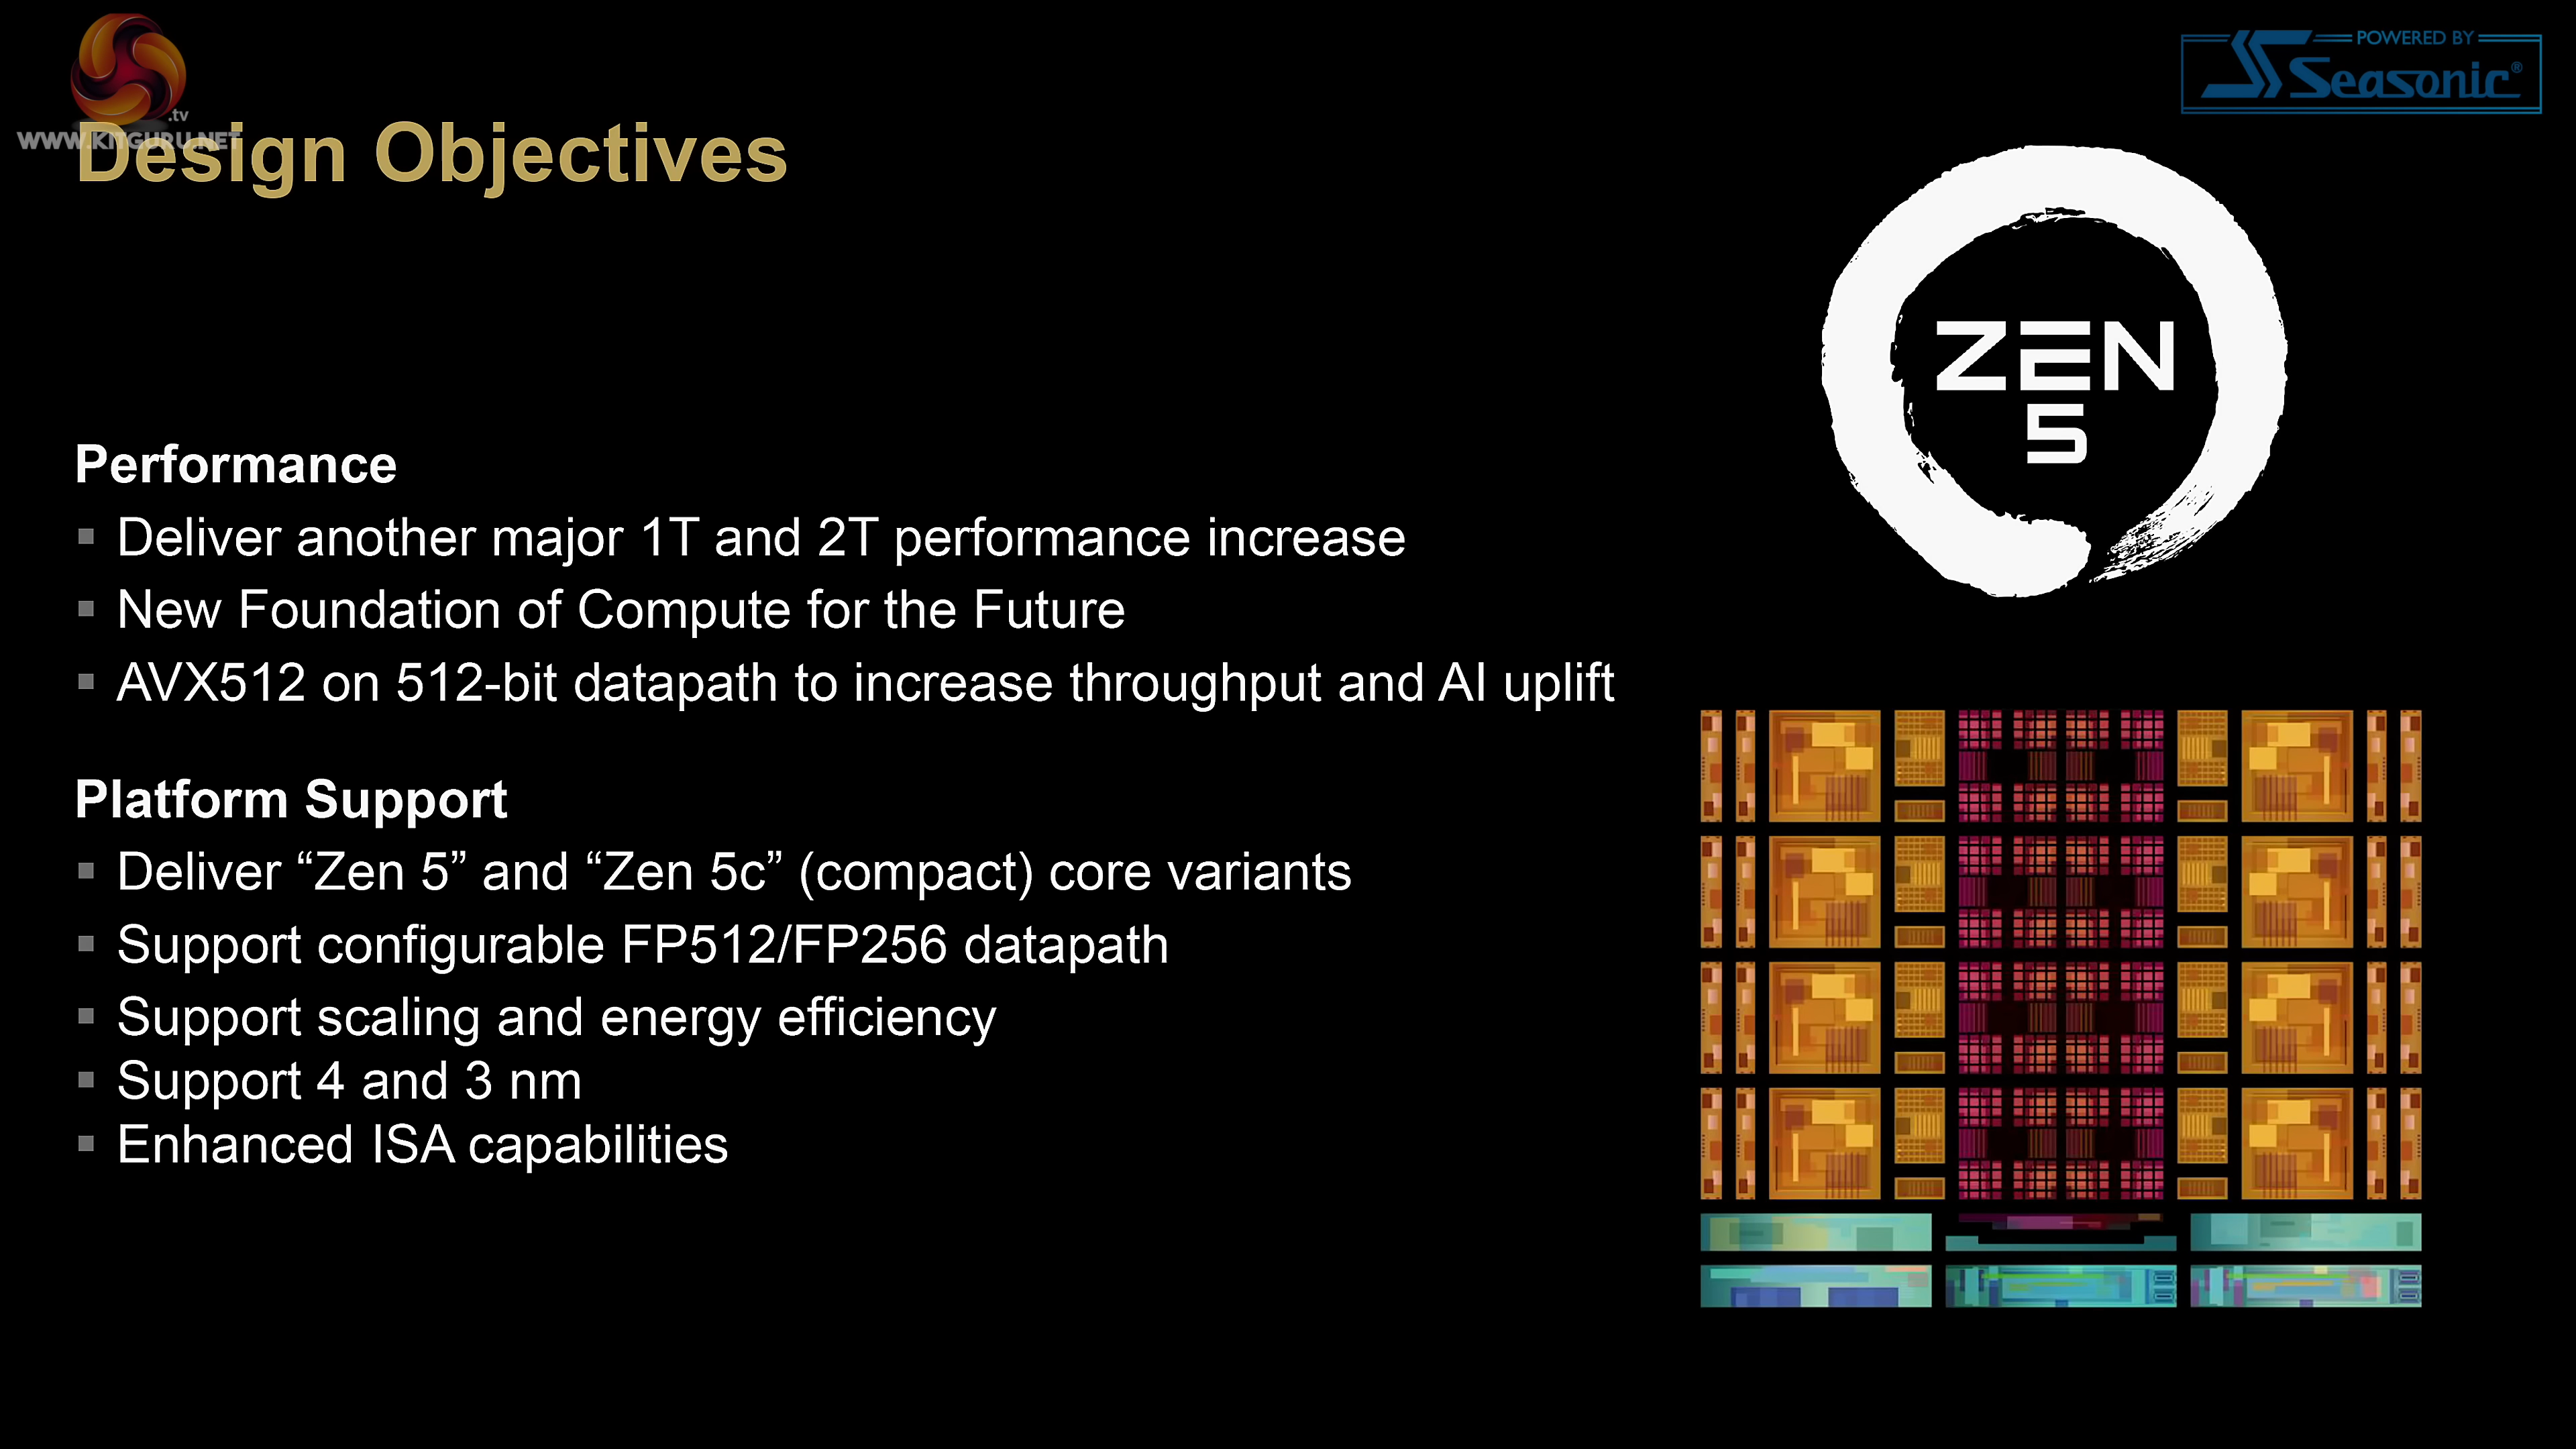 .tv
WWW.KITGURU.NET
POWERED BY
Seasonic®
Design Objectives
ZEN
5
Performance
▪ Deliver another major 1T and 2T performance increase
▪ New Foundation of Compute for the Future
▪ AVX512 on 512-bit datapath to increase throughput and AI uplift
Platform Support
▪ Deliver “Zen 5” and “Zen 5c” (compact) core variants
▪ Support configurable FP512/FP256 datapath
▪ Support scaling and energy efficiency
▪ Support 4 and 3 nm
▪ Enhanced ISA capabilities